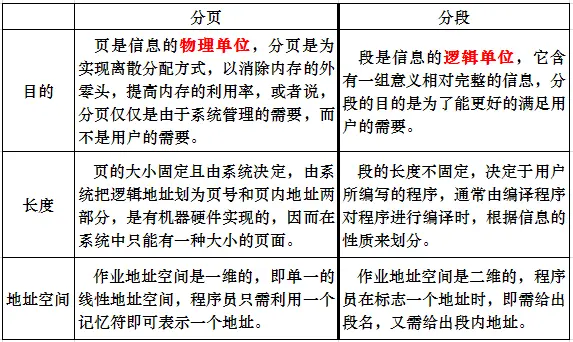 分页
分段
目的
页是信息的物理单位，分页是为
实现离散分配方式，以消除内存的外
零头，提高内存的利用率，或者说，
分页仅仅是由于系统管理的需要，而
不是用户的需要。
段是信息的逻辑单位，它含
有一组意义相对完整的信息，分
段的目的是为了能更好的满足用
户的需要。
长度
页的大小固定且由系统决定，由系
统把逻辑地址划为页号和页内地址两
部分，是有机器硬件实现的，因而在
系统中只能有一种大小的页面。
段的长度不固定，决定于用户
所编写的程序，通常由编译程序
对程序进行编译时，根据信息的
性质来划分。
地址空间
作业地址空间是一维的，即单一的
线性地址空间，程序员只需利用一个
记忆符即可表示一个地址。
作业地址空间是二维的，程序
员在标志一个地址时，即需给出
段名，又需给出段内地址。